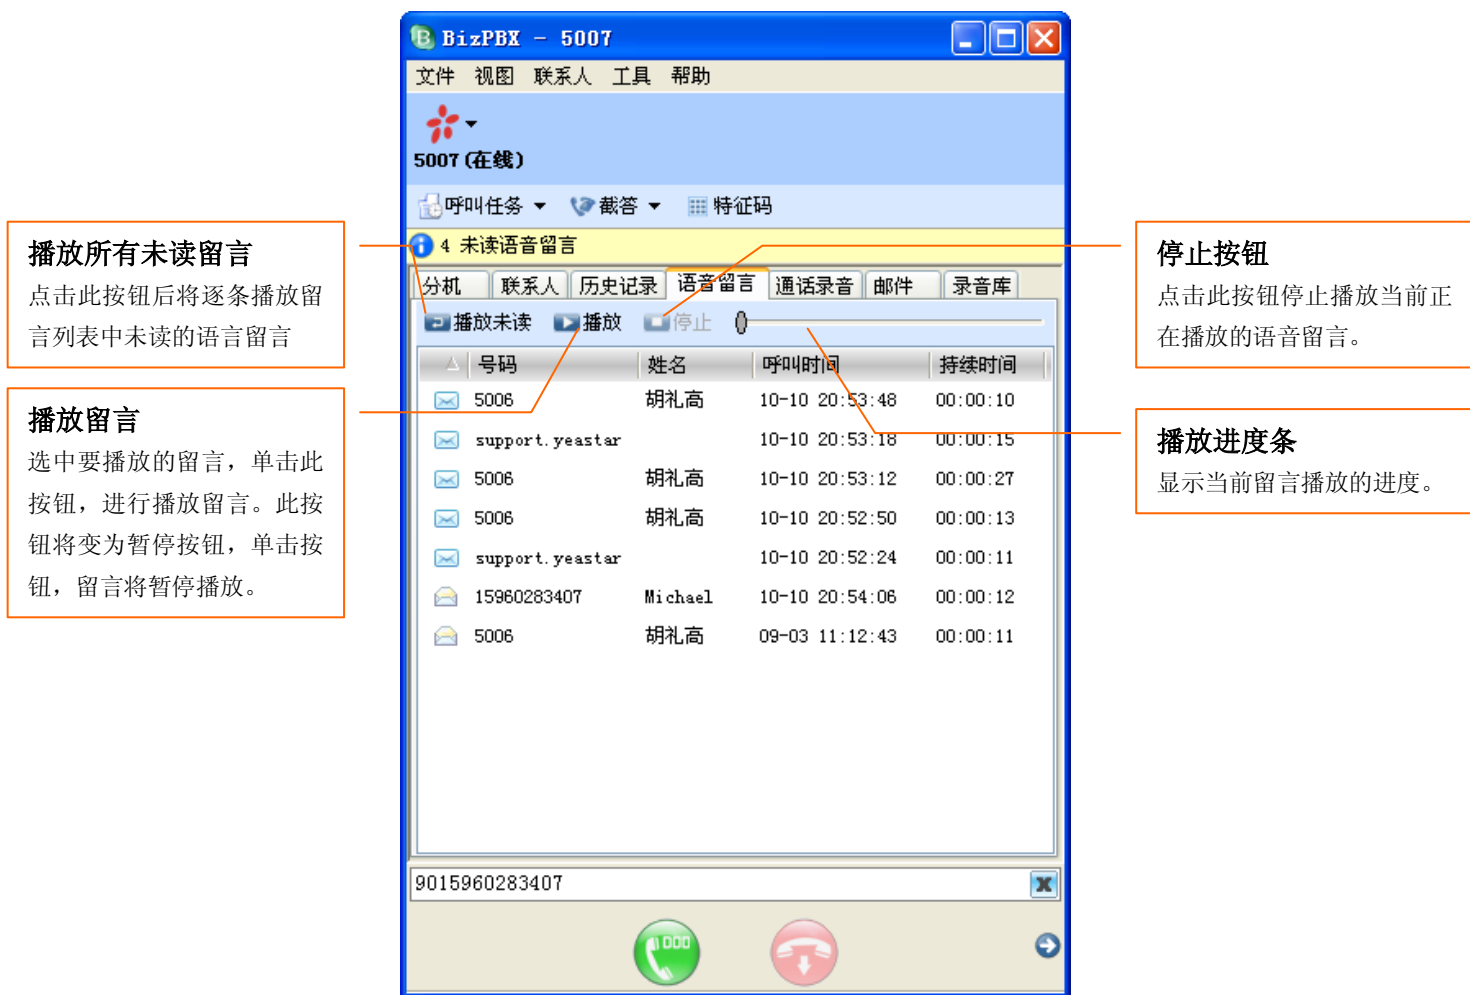 BizPBX - 5007
文件 视图 联系人 工具 帮助
5007 (在线)
呼叫任务 截答 特征码
4 未读语音留言
分机 联系人 历史记录 语音留言 通话录音 邮件 录音库
播放未读 播放 停止
号码 姓名 呼叫时间 持续时间
5006 胡礼高 10-10 20:53:48 00:00:10
support.yeastar 10-10 20:53:18 00:00:15
5006 胡礼高 10-10 20:53:12 00:00:27
5006 胡礼高 10-10 20:52:50 00:00:13
support.yeastar 10-10 20:52:24 00:00:11
15960283407 Michael 10-10 20:54:06 00:00:12
5006 胡礼高 09-03 11:12:43 00:00:11
9015960283407
播放所有未读留言
点击此按钮后将逐条播放留
言列表中未读的语言留言
播放留言
选中要播放的留言，单击此
按钮，进行播放留言。此按
钮将变为暂停按钮，单击按
钮，留言将暂停播放。
停止按钮
点击此按钮停止播放当前正
在播放的语音留言。
播放进度条
显示当前留言播放的进度。